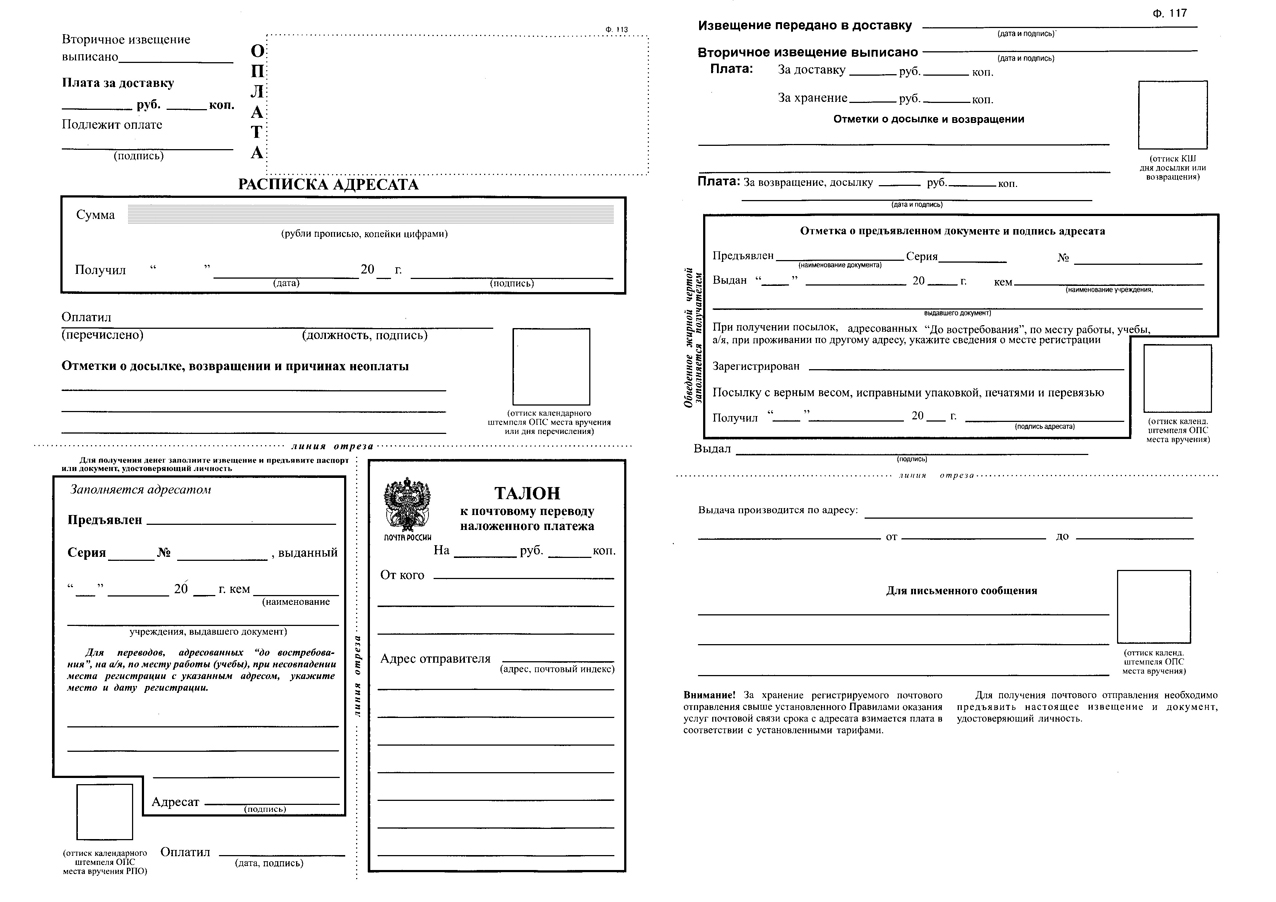 Ф. 113
Вторичное извещение
выписано
Плата за доставку
руб. коп.
Подлежит оплате
(подпись)
ОПЛАТА
РАСПИСКА АДРЕСАТА
Сумма
(рубли прописью, копейки цифрами)
Получил “ ” 20 г.
(дата) (подпись)
Оплатил
(перечислено) (должность, подпись)
Отметки о досылке, возвращении и причинах неоплаты
(оттиск календарного
штемпеля ОПС места вручения
или дня перечисления)
линия отреза
Для получения денег заполните извещение и предъявите паспорт
или документ, удостоверяющий личность
Заполняется адресатом
Предъявлен
Серия № , выданный
“ ” 20 г. кем
(наименование
учреждения, выдавшего документ)
Для переводов, адресованных “до востребова-
ния”, на а/я, по месту работы (учебы), при несовпадении
места регистрации с указанным адресом, укажите
место и дату регистрации.
Адресат
(подпись)
(оттиск календарного
штемпеля ОПС
места вручения РПО)
Оплатил
(дата, подпись)
линия отреза
ПОЧТА РОССИИ
ТАЛОН
к почтовому переводу
наложенного платежа
На руб. коп.
От кого
Адрес отправителя
(адрес, почтовый индекс)
Ф. 117
Извещение передано в доставку
(дата и подпись)
Вторичное извещение выписано
(дата и подпись)
Плата: За доставку руб. коп.
За хранение руб. коп.
Отметки о досылке и возвращении
(оттиск КШ
дня досылки или
возвращения)
Плата: За возвращение, досылку руб. коп.
(дата и подпись)
Обведенное жирной чертой
заполняется получателем
Отметка о предъявленном документе и подпись адресата
Предъявлен Серия №
(наименование документа)
Выдан “ ” 20 г. кем
(наименование учреждения,
выдавшего документ)
При получении посылок, адресованных “До востребования”, по месту работы, учебы,
а/я, при проживании по другому адресу, укажите сведения о месте регистрации
Зарегистрирован
Посылку с верным весом, исправными упаковкой, печатями и перевязью
Получил “ ” 20 г.
(подпись адресата)
(оттиск календ.
штемпеля ОПС
места вручения)
Выдал
(подпись)
линия отреза
Выдача производится по адресу:
от до
Для письменного сообщения
(оттиск календ.
штемпеля ОПС
места вручения)
Внимание! За хранение регистрируемого почтового
отправления свыше установленного Правилами оказания
услуг почтовой связи срока с адресата взимается плата в
соответствии с установленными тарифами.
Для получения почтового отправления необходимо
предъявить настоящее извещение и документ,
удостоверяющий личность.